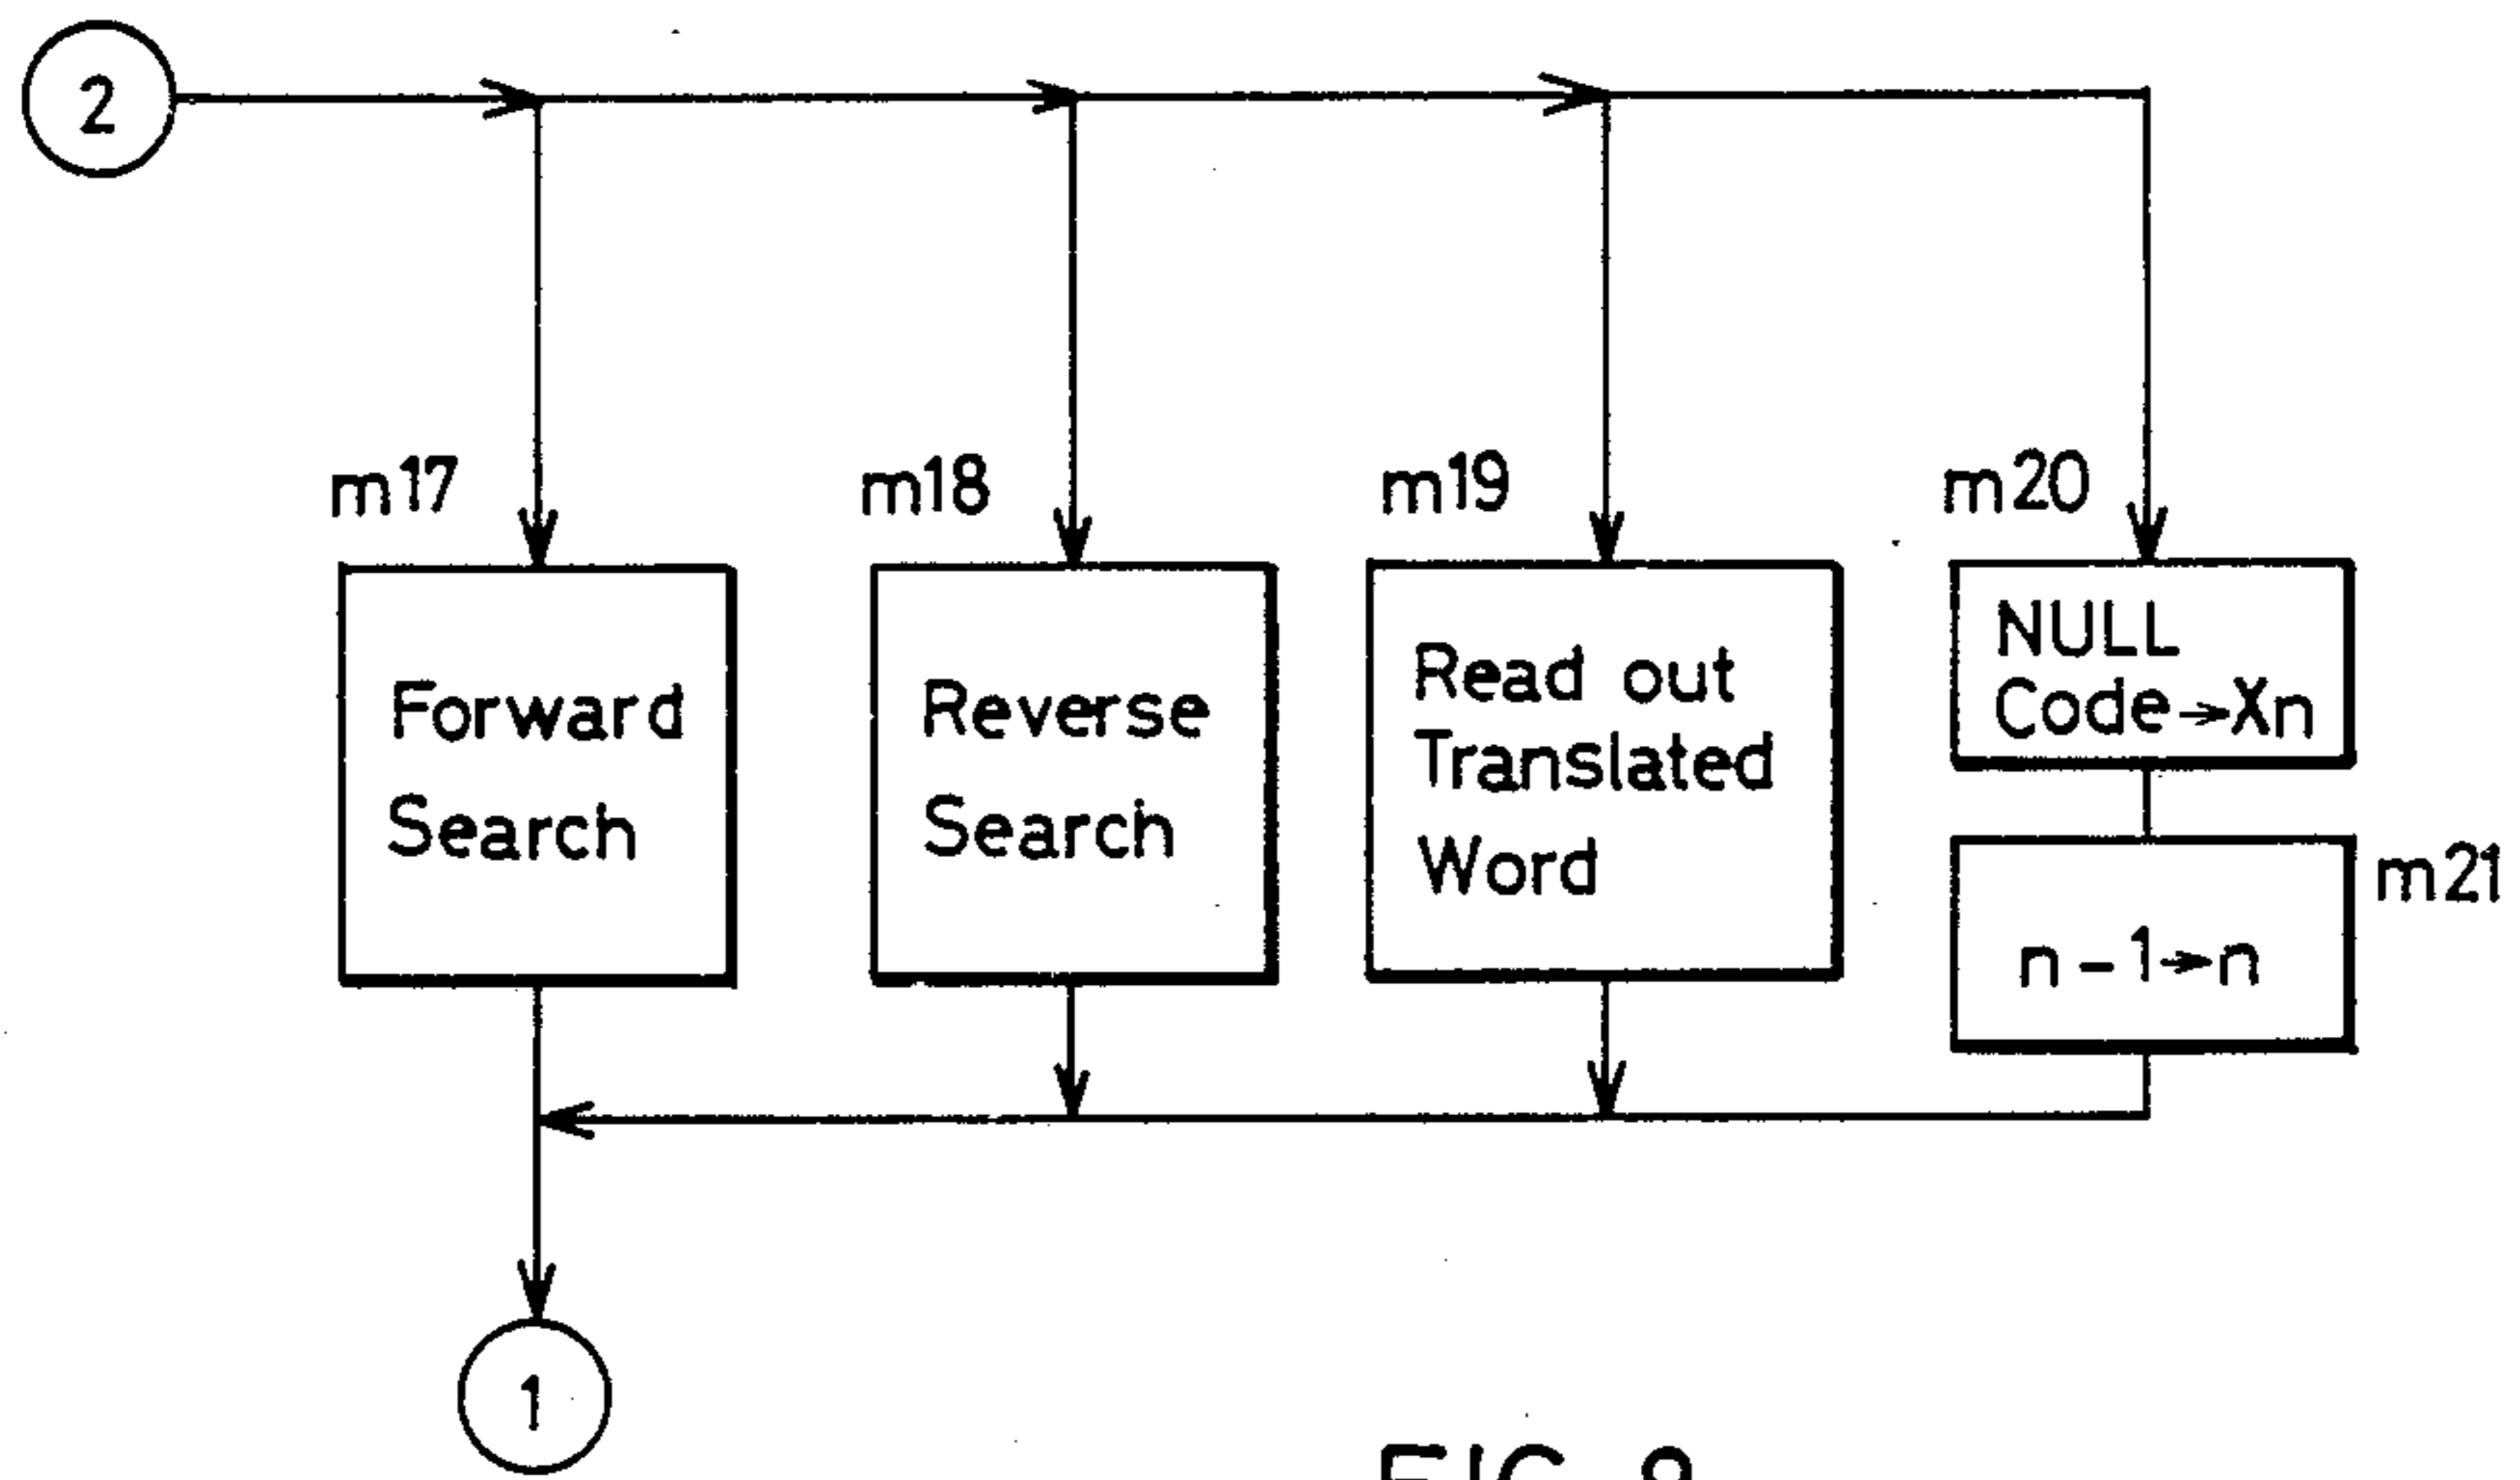 2
m17
m18
m19
m20
Forward
Search
Reverse
Search
Read out
Translated
Word
NULL
Code→Xn
m21
n - 1→n
1
FIG.